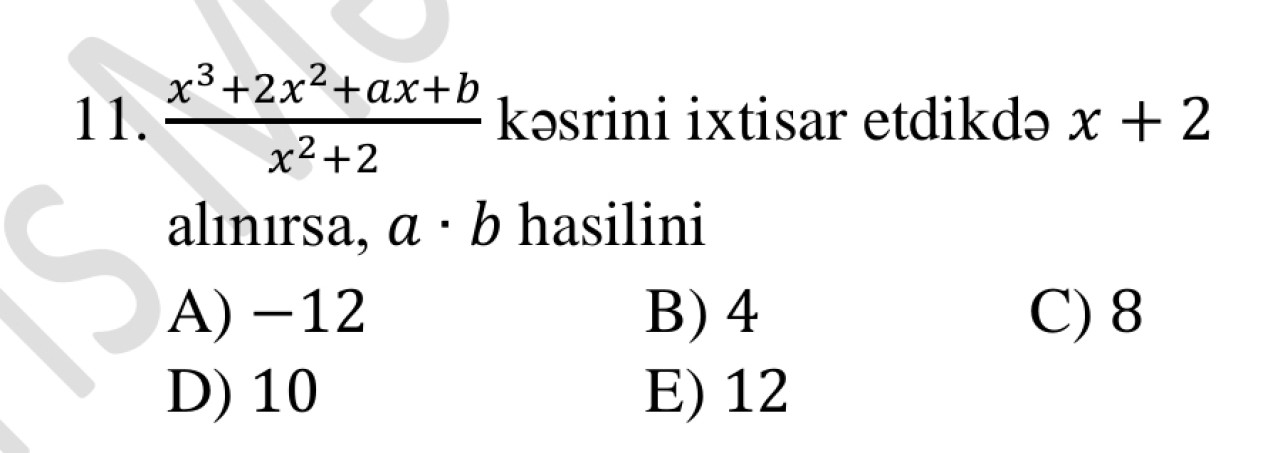 11. \frac{x^3+2x^2+ax+b}{x^2+2} kəsrini ixtisar etdikdə x + 2
alınırsa, a · b hasilini
A) −12 B) 4 C) 8
D) 10 E) 12